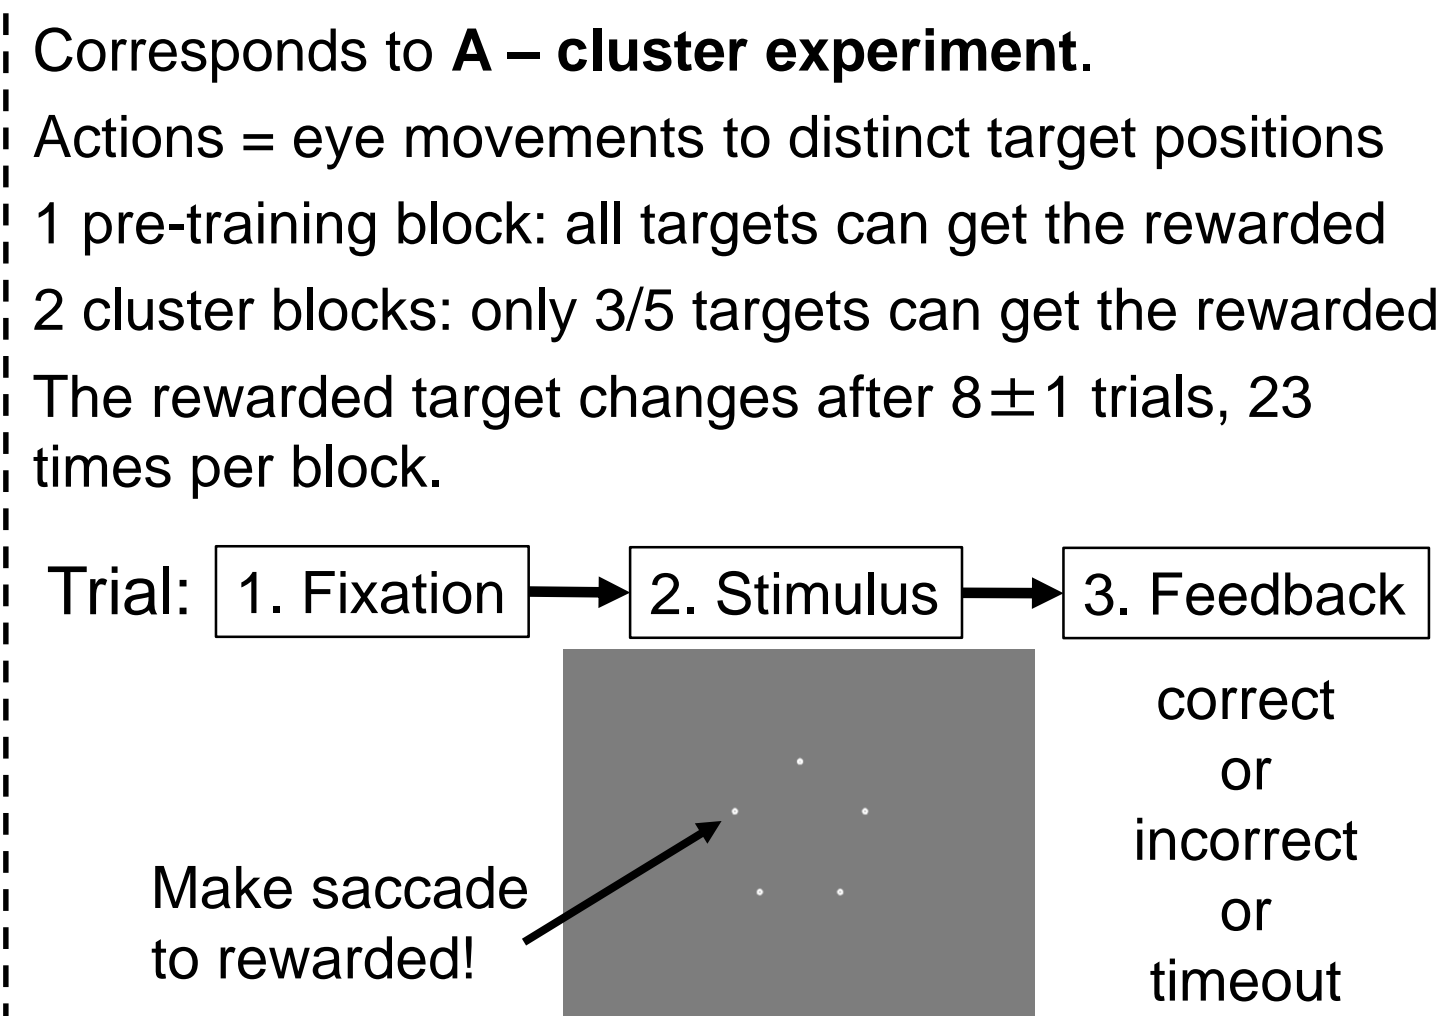 Corresponds to A – cluster experiment.
Actions = eye movements to distinct target positions
1 pre-training block: all targets can get the rewarded
2 cluster blocks: only 3/5 targets can get the rewarded
The rewarded target changes after 8±1 trials, 23
times per block.
Trial: 1. Fixation 2. Stimulus 3. Feedback
correct
or
incorrect
or
timeout
Make saccade
to rewarded!